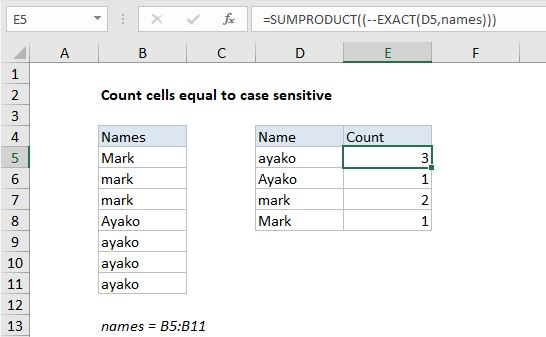 E5 fx =SUMPRODUCT((--EXACT(D5,names)))
A B C D E F
1
2 Count cells equal to case sensitive
3
4 Names Name Count
5 Mark ayako 3
6 mark Ayako 1
7 mark mark 2
8 Ayako Mark 1
9 ayako
10 ayako
11 ayako
12
13 names = B5:B11